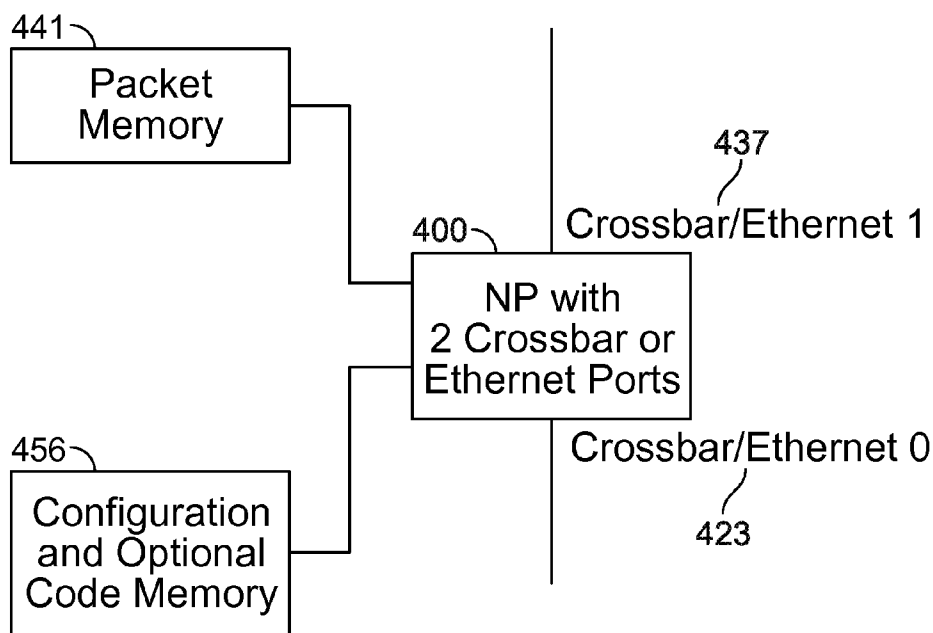 441
Packet
Memory
437
Crossbar/Ethernet 1
400
NP with
2 Crossbar or
Ethernet Ports
Crossbar/Ethernet 0
423
456
Configuration
and Optional
Code Memory